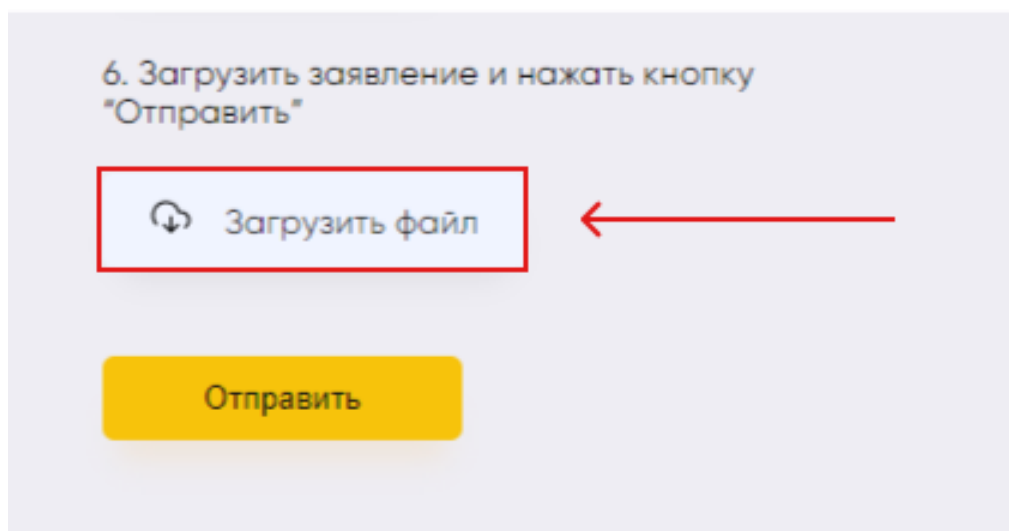 6. Загрузить заявление и нажать кнопку
“Отправить”
Загрузить файл
Отправить